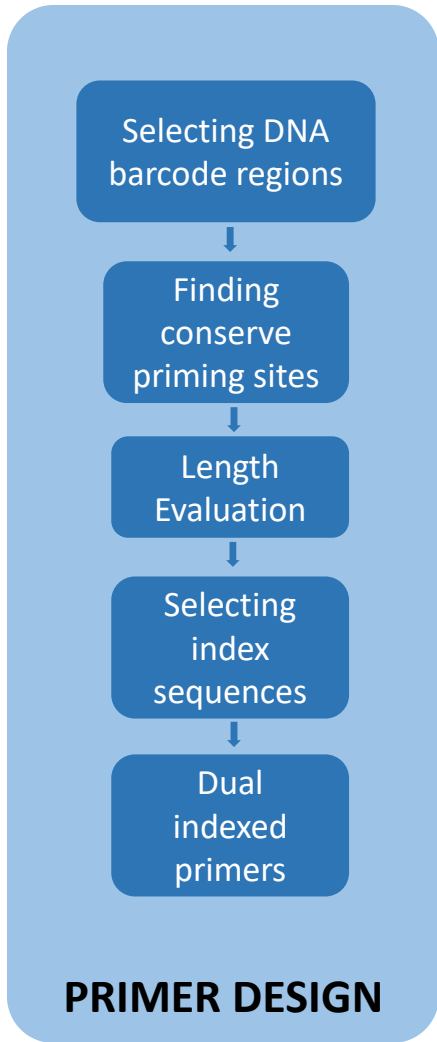 Selecting DNA
barcode regions
Finding
conserve
priming sites
Length
Evaluation
Selecting
index
sequences
Dual
indexed
primers
PRIMER DESIGN